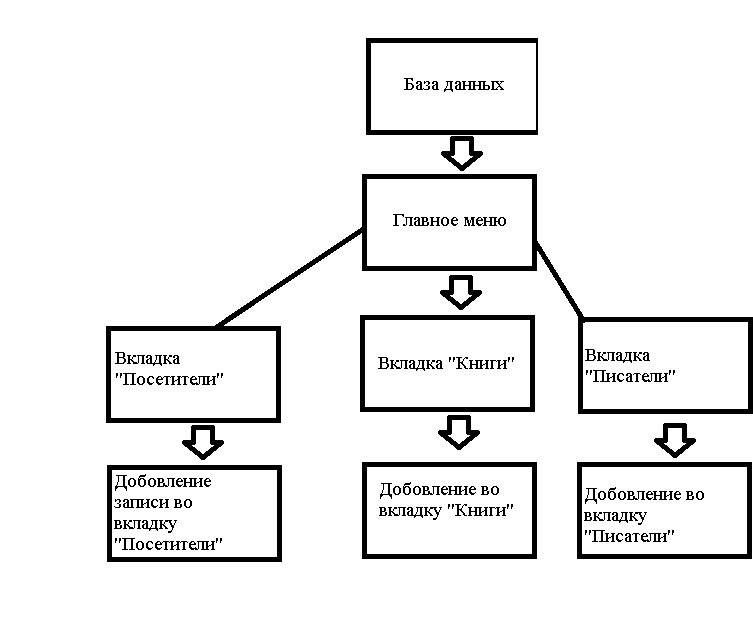 База данных
Главное меню
Вкладка
"Посетители"
Вкладка "Книги"
Вкладка
"Писатели"
Добовление
записи во
вкладку
"Посетители"
Добовление во
вкладку "Книги"
Добовление во
вкладку
"Писатели"